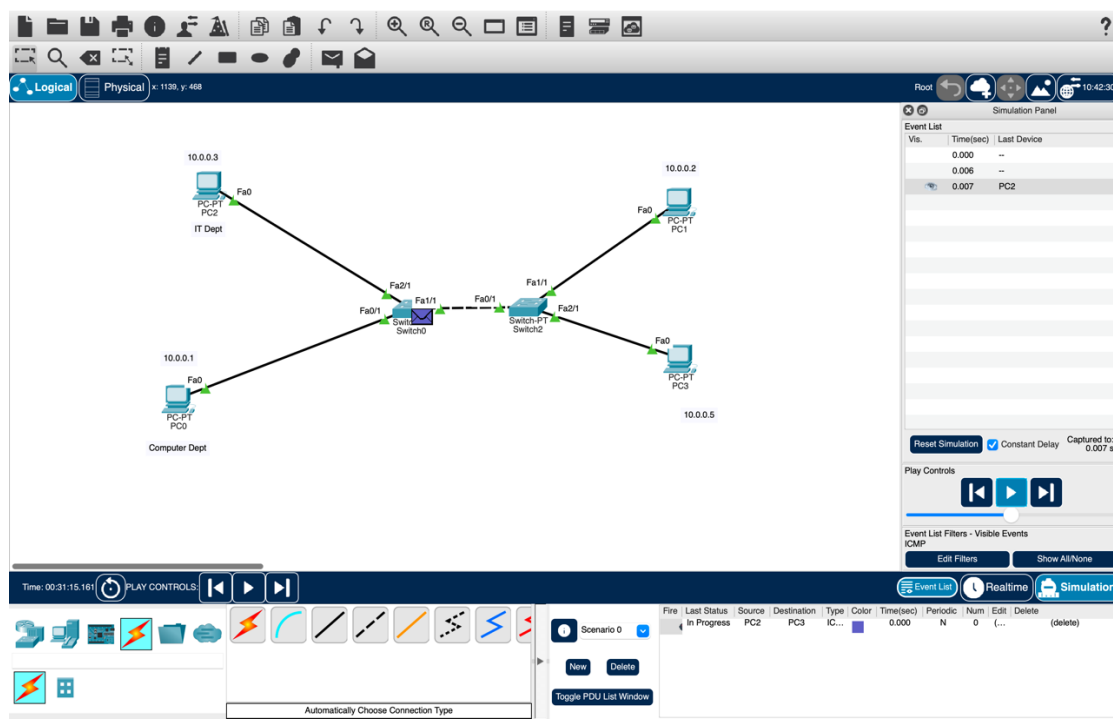 ?
Logical
Physical
x: 1139, y: 468
Root
10:42:30
Simulation Panel
Event List
Vis. Time(sec) Last Device
0.000 --
0.006 --
0.007 PC2
10.0.0.3
Fa0
PC-PT
PC2
IT Dept
10.0.0.2
Fa0
PC-PT
PC1
Fa2/1
Fa1/1
Fa0/1
Fa0/1
Fa1/1
Fa2/1
Switch0
Switch-PT
Switch2
Fa0
PC-PT
PC3
10.0.0.5
10.0.0.1
Fa0
PC-PT
PC0
Computer Dept
Reset Simulation
Constant Delay
Captured to:
0.007 s
Play Controls
Event List Filters - Visible Events
ICMP
Edit Filters
Show All/None
Time: 00:31:15.161
PLAY CONTROLS:
Event List
Realtime
Simulation
Scenario 0
New
Delete
Toggle PDU List Window
Automatically Choose Connection Type
Fire Last Status Source Destination Type Color Time(sec) Periodic Num Edit Delete
In Progress PC2 PC3 IC... 0.000 N 0 (... (delete)